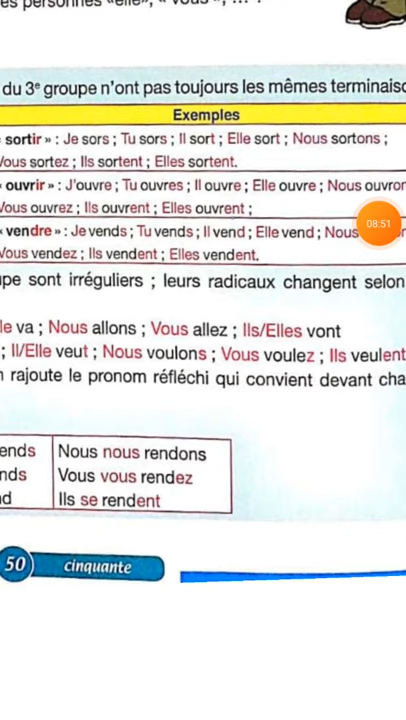 es personnes «elle», « vous », ... ?
du 3e groupe n'ont pas toujours les mêmes
Exemples
sortir » : Je sors ; Tu sors ; Il sort ; Elle sort ; Nous sortons ;
Vous sortez ; Ils sortent ; Elles sortent.
ouvrir » : J'ouvre ; Tu ouvres ; Il ouvre ; Elle ouvre ; Nous
Vous ouvrez ; Ils ouvrent ; Elles ouvrent ;
« vendre » : Je vends ; Tu vends ; Il vend ; Elle vend ; Nous
08:51
Vous vendez ; Ils vendent ; Elles vendent.
upe sont irréguliers ; leurs radicaux changent selon
le va ; Nous allons ; Vous allez ; Ils/Elles vont
; Il/Elle veut ; Nous voulons ; Vous voulez ; Ils veulent
rajoute le pronom réfléchi qui convient devant cha
ends Nous nous rendons
nds Vous vous rendez
d Ils se rendent
50 cinquante